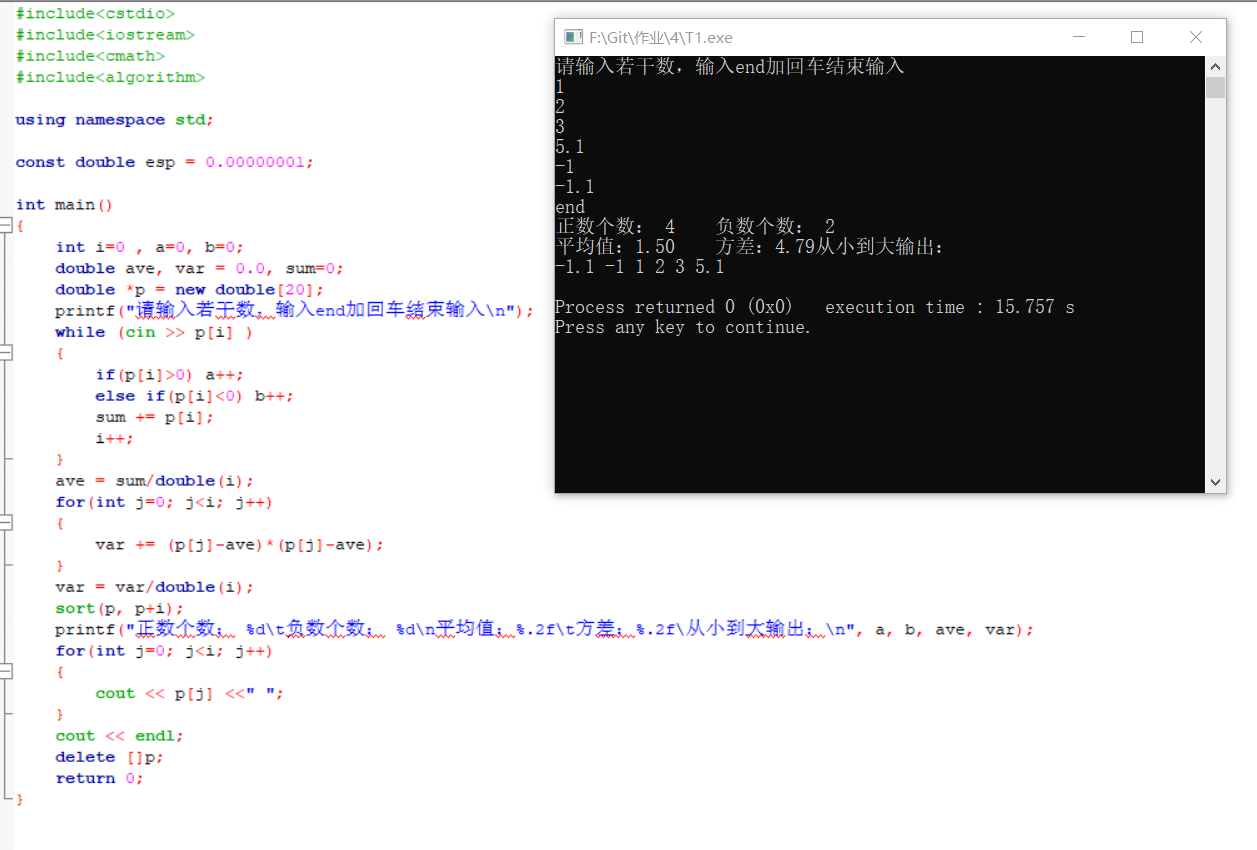 #include<cstdio>
#include<iostream>
#include<cmath>
#include<algorithm>
using namespace std;
const double esp = 0.00000001;
int main()
{
int i=0 , a=0, b=0;
double ave, var = 0.0, sum=0;
double *p = new double[20];
printf("请输入若干数，输入end加回车结束输入\n");
while (cin >> p[i] )
{
if(p[i]>0) a++;
else if(p[i]<0) b++;
sum += p[i];
i++;
}
ave = sum/double(i);
for(int j=0; j<i; j++)
{
var += (p[j]-ave)*(p[j]-ave);
}
var = var/double(i);
sort(p, p+i);
printf("正数个数： %d\t负数个数： %d\n平均值：%.2f\t方差：%.2f\从小到大输出：\n", a, b, ave, var);
for(int j=0; j<i; j++)
{
cout << p[j] <<" ";
}
cout << endl;
delete []p;
return 0;
}
F:\Git\作业\4\T1.exe
请输入若干数，输入end加回车结束输入
1
2
3
5.1
-1
-1.1
end
正数个数： 4 负数个数： 2
平均值：1.50 方差：4.79从小到大输出：
-1.1 -1 1 2 3 5.1
Process returned 0 (0x0) execution time : 15.757 s
Press any key to continue.